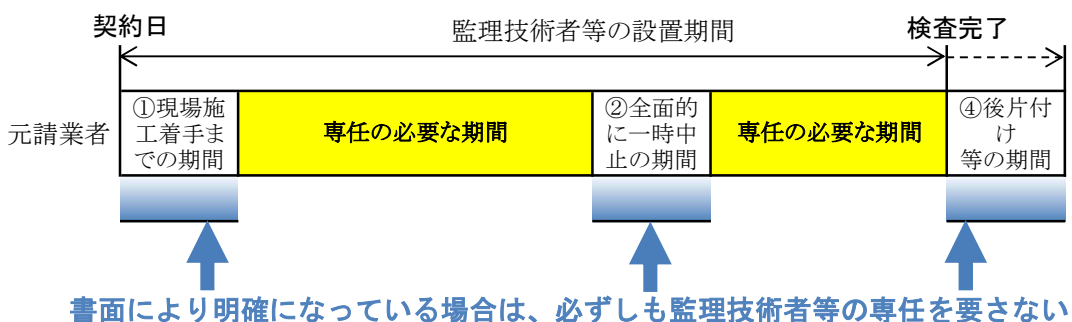 契約日
監理技術者等の設置期間
検査完了
元請業者
①現場施
工着手ま
での期間
専任の必要な期間
②全面的
に一時中
止の期間
専任の必要な期間
④後片付
け
等の期間
書面により明確になっている場合は、必ずしも監理技術者等の専任を要さない